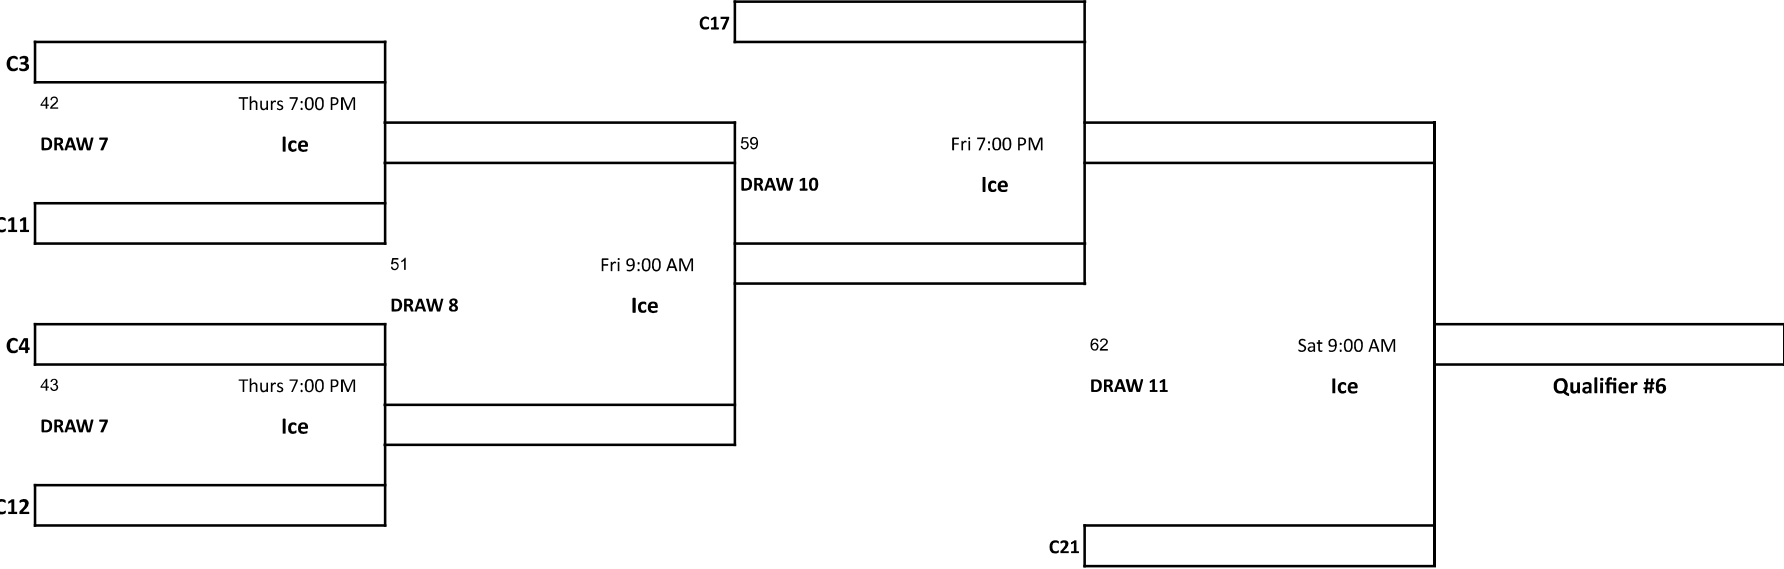 C17
C3
42 Thurs 7:00 PM
DRAW 7 Ice
C11
59 Fri 7:00 PM
DRAW 10 Ice
51 Fri 9:00 AM
DRAW 8 Ice
C4
43 Thurs 7:00 PM
DRAW 7 Ice
C12
62 Sat 9:00 AM
DRAW 11 Ice
Qualifier #6
C21